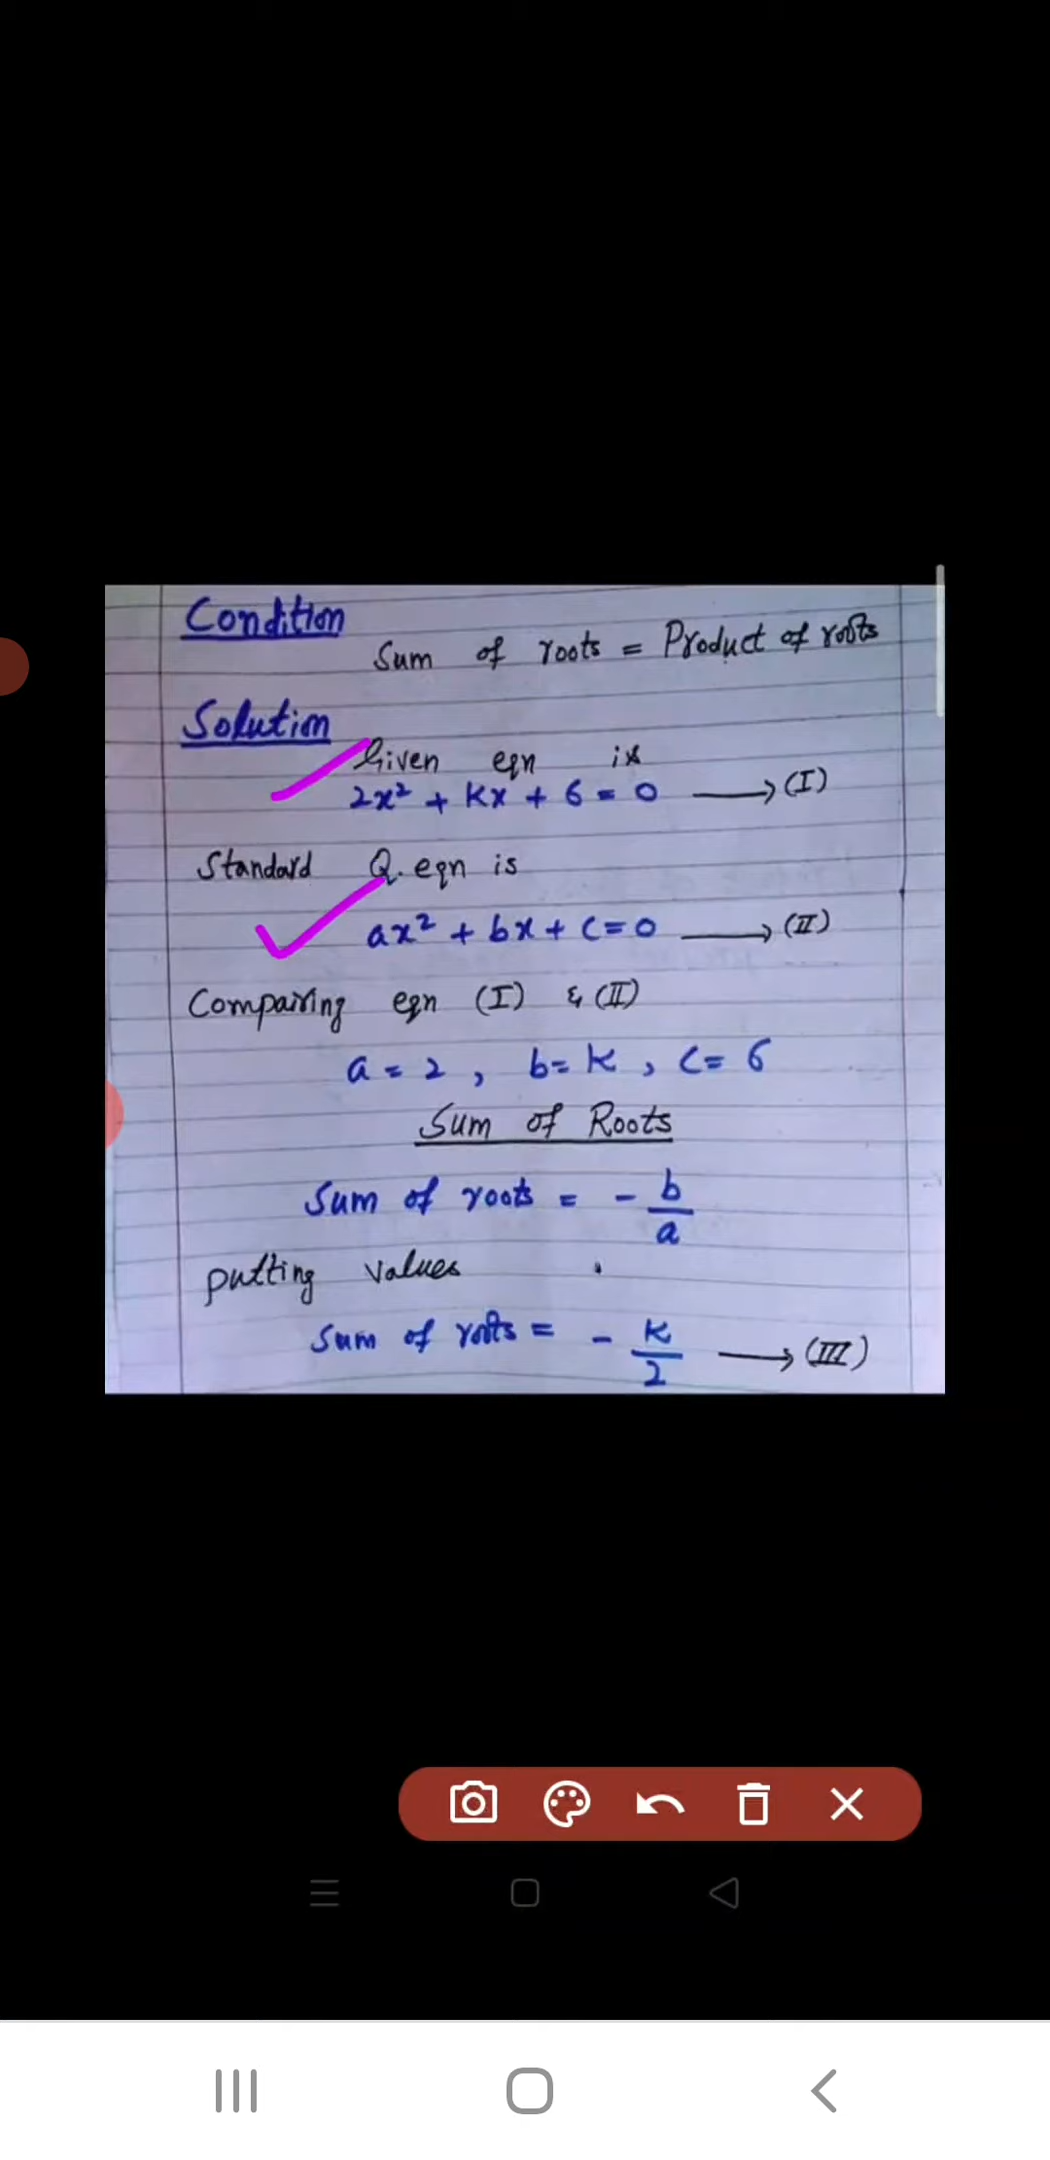 Condition
Sum of roots = Product of roots
Solution
Given eqn is
2x² + Kx + 6 = 0 ⟶ (I)
Standard Q. eqn is
ax² + bx + c = 0 ⟶ (II)
Comparing eqn (I) & (II)
a = 2 , b = K , c = 6
Sum of Roots
Sum of roots = - b/a
putting values
Sum of roots = - K/2 ⟶ (III)